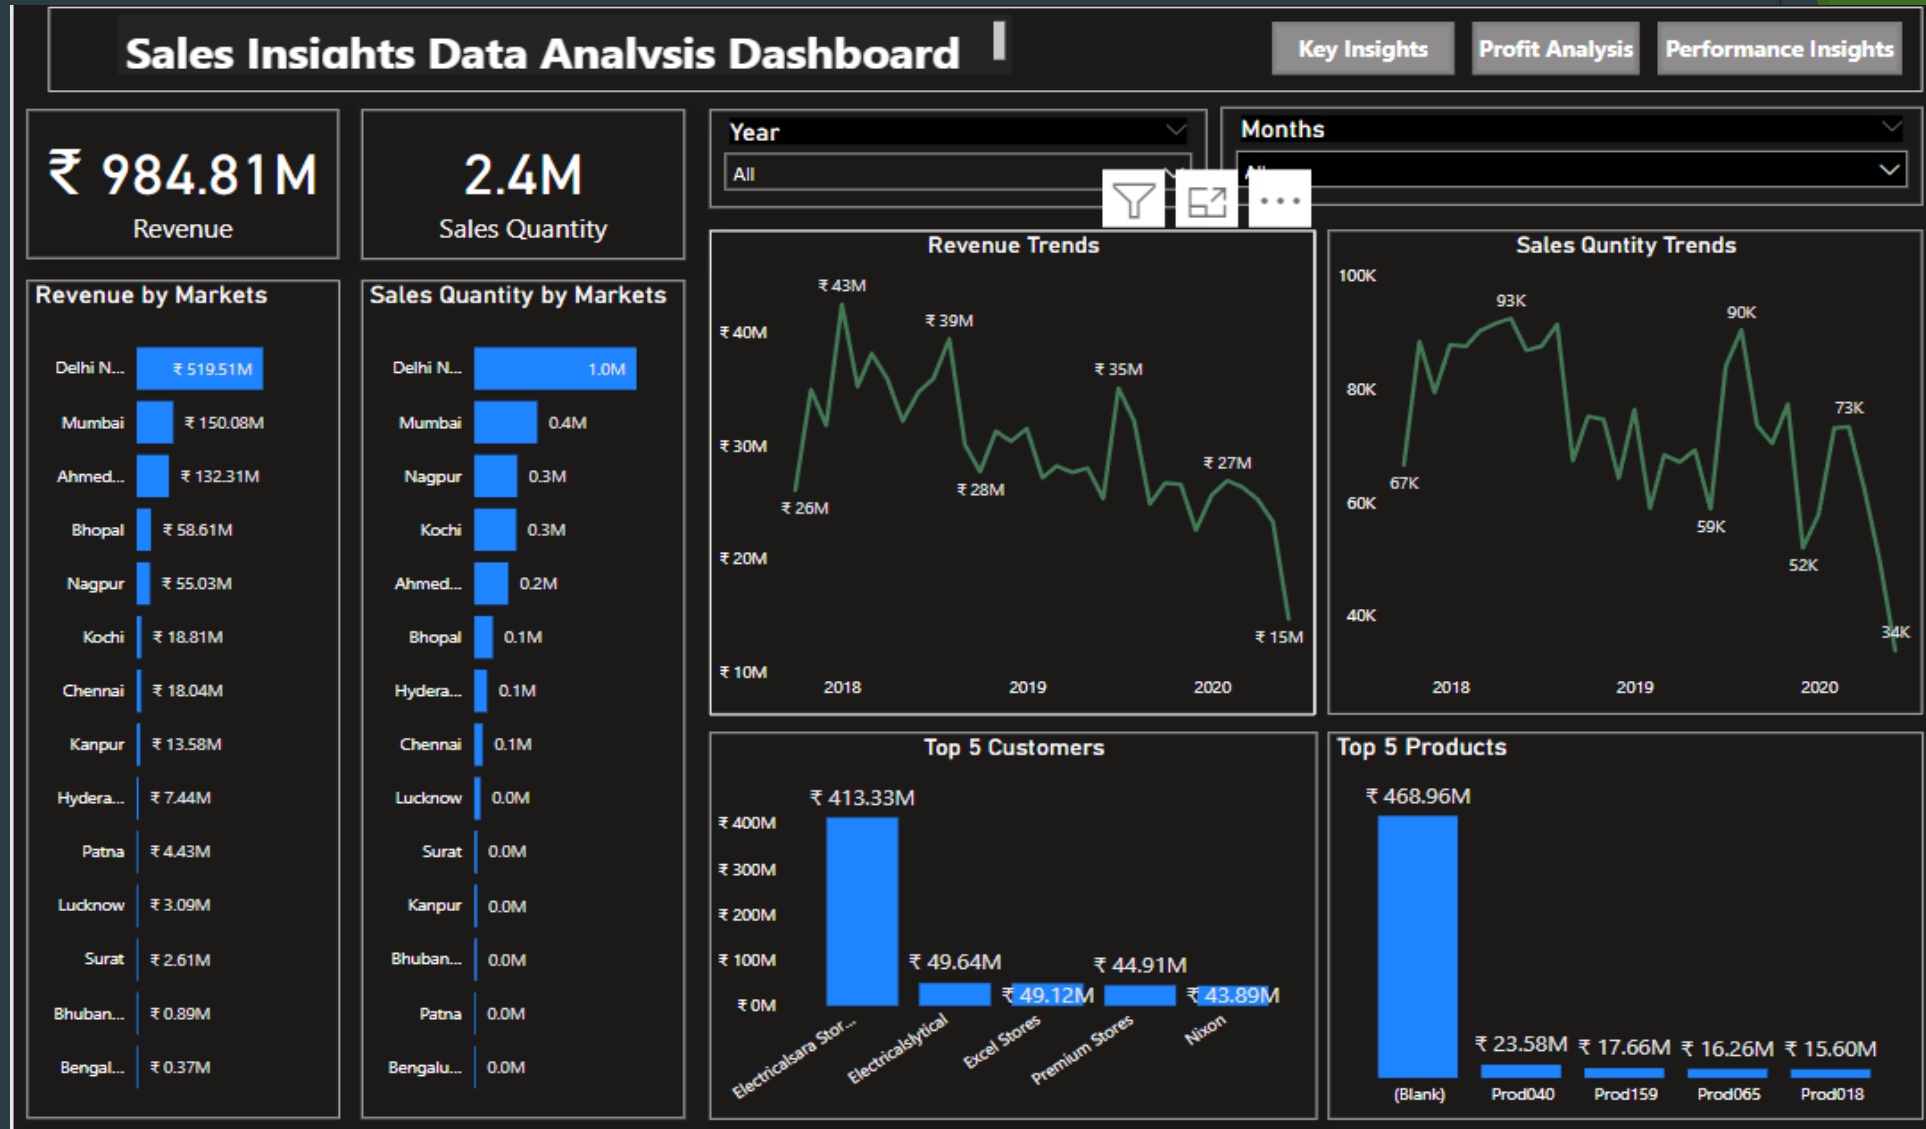 Sales Insights Data Analysis Dashboard
Key Insights
Profit Analysis
Performance Insights
₹ 984.81M
Revenue
2.4M
Sales Quantity
Year
All
Months
Revenue by Markets
Delhi N... ₹ 519.51M
Mumbai ₹ 150.08M
Ahmed... ₹ 132.31M
Bhopal ₹ 58.61M
Nagpur ₹ 55.03M
Kochi ₹ 18.81M
Chennai ₹ 18.04M
Kanpur ₹ 13.58M
Hydera... ₹ 7.44M
Patna ₹ 4.43M
Lucknow ₹ 3.09M
Surat ₹ 2.61M
Bhuban... ₹ 0.89M
Bengal... ₹ 0.37M
Sales Quantity by Markets
Delhi N... 1.0M
Mumbai 0.4M
Nagpur 0.3M
Kochi 0.3M
Ahmed... 0.2M
Bhopal 0.1M
Hydera... 0.1M
Chennai 0.1M
Lucknow 0.0M
Surat 0.0M
Kanpur 0.0M
Bhuban... 0.0M
Patna 0.0M
Bengalu... 0.0M
Revenue Trends
₹ 40M
₹ 30M
₹ 20M
₹ 10M
₹ 43M
₹ 39M
₹ 35M
₹ 27M
₹ 28M
₹ 26M
₹ 15M
2018 2019 2020
Sales Quntity Trends
100K
80K
60K
40K
93K
90K
73K
67K
59K
52K
34K
2018 2019 2020
Top 5 Customers
₹ 400M
₹ 300M
₹ 200M
₹ 100M
₹ 0M
₹ 413.33M
₹ 49.64M
₹ 49.12M
₹ 44.91M
₹ 43.89M
Electricalsara Stor...
Electricalslytical
Excel Stores
Premium Stores
Nixon
Top 5 Products
₹ 468.96M
₹ 23.58M ₹ 17.66M ₹ 16.26M ₹ 15.60M
(Blank) Prod040 Prod159 Prod065 Prod018